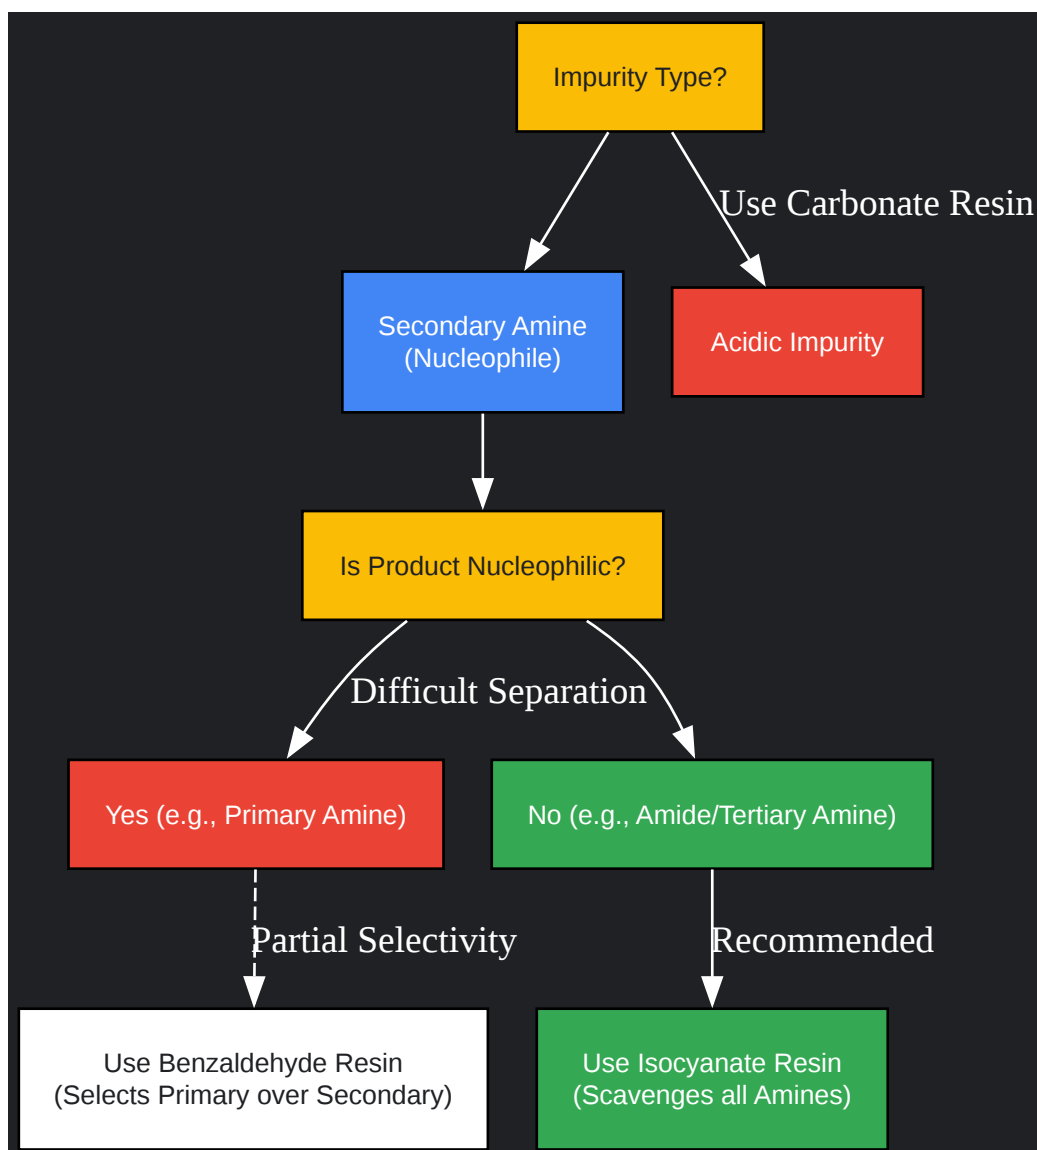 Impurity Type?
Use Carbonate Resin
Secondary Amine
(Nucleophile)
Acidic Impurity
Is Product Nucleophilic?
Difficult Separation
Yes (e.g., Primary Amine)
No (e.g., Amide/Tertiary Amine)
Partial Selectivity
Recommended
Use Benzaldehyde Resin
(Selects Primary over Secondary)
Use Isocyanate Resin
(Scavenges all Amines)